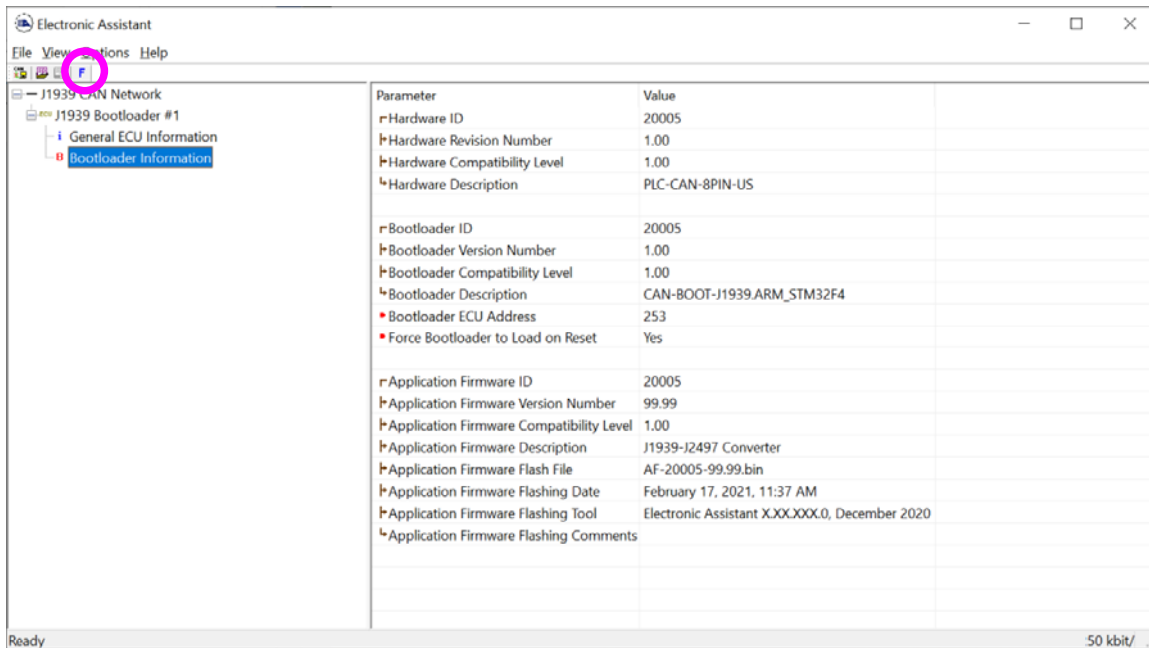 Electronic Assistant
File View Options Help
F
J1939 CAN Network
ECU J1939 Bootloader #1
i General ECU Information
B Bootloader Information
Parameter Value
Hardware ID 20005
Hardware Revision Number 1.00
Hardware Compatibility Level 1.00
Hardware Description PLC-CAN-8PIN-US
Bootloader ID 20005
Bootloader Version Number 1.00
Bootloader Compatibility Level 1.00
Bootloader Description CAN-BOOT-J1939.ARM_STM32F4
Bootloader ECU Address 253
Force Bootloader to Load on Reset Yes
Application Firmware ID 20005
Application Firmware Version Number 99.99
Application Firmware Compatibility Level 1.00
Application Firmware Description J1939-J2497 Converter
Application Firmware Flash File AF-20005-99.99.bin
Application Firmware Flashing Date February 17, 2021, 11:37 AM
Application Firmware Flashing Tool Electronic Assistant X.XX.XXX.0, December 2020
Application Firmware Flashing Comments
Ready 50 kbit/